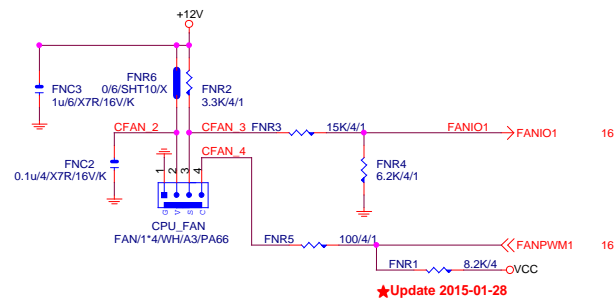 +12V
FNR6
0/6/SHT10/X
FNR2
3.3K/4/1
FNC3
1u/6/X7R/16V/K
CFAN_2
CFAN_3
FNR3
15K/4/1
FANIO1
FANIO1
16
CFAN_4
FNC2
0.1u/4/X7R/16V/K
FNR4
6.2K/4/1
1
2
3
4
G
V
S
C
CPU_FAN
FAN/1*4/WH/A3/PA66
FNR5
100/4/1
FANPWM1
16
FNR1
8.2K/4
VCC
★Update 2015-01-28